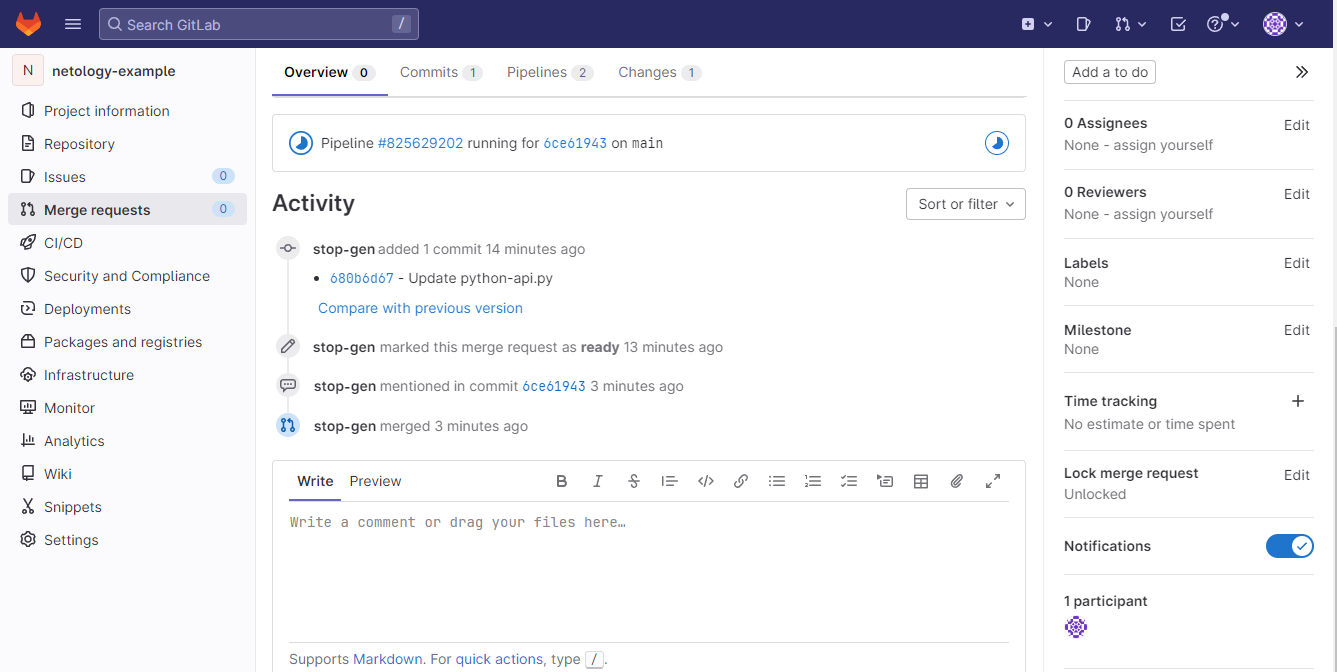 Search GitLab /
N netology-example
Project information
Repository
Issues 0
Merge requests 0
CI/CD
Security and Compliance
Deployments
Packages and registries
Infrastructure
Monitor
Analytics
Wiki
Snippets
Settings
Overview 0 Commits 1 Pipelines 2 Changes 1
Pipeline #825629202 running for 6ce61943 on main
Activity
Sort or filter
stop-gen added 1 commit 14 minutes ago
• 680b6d67 - Update python-api.py
Compare with previous version
stop-gen marked this merge request as ready 13 minutes ago
stop-gen mentioned in commit 6ce61943 3 minutes ago
stop-gen merged 3 minutes ago
Write Preview
Write a comment or drag your files here…
Supports Markdown. For quick actions, type /.
Add a to do
0 Assignees Edit
None - assign yourself
0 Reviewers Edit
None - assign yourself
Labels Edit
None
Milestone Edit
None
Time tracking
No estimate or time spent
Lock merge request Edit
Unlocked
Notifications
1 participant